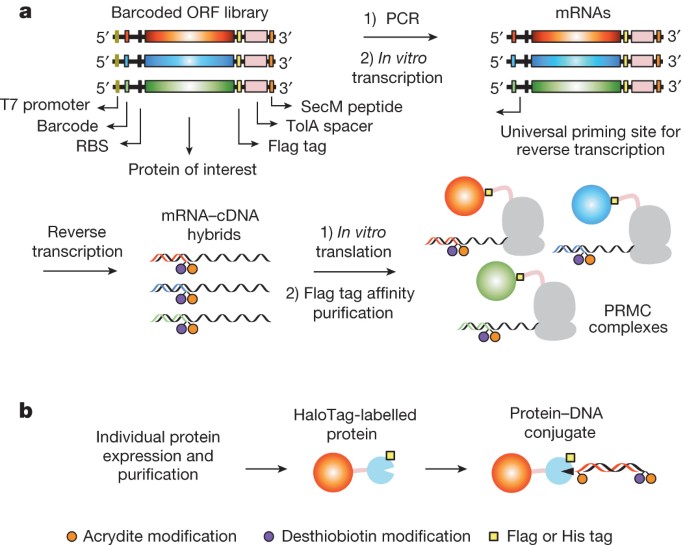 a
Barcoded ORF library
1) PCR
2) In vitro
transcription
mRNAs
5′ 3′ 5′ 3′
5′ 3′ 5′ 3′
5′ 3′ 5′ 3′
T7 promoter
Barcode
RBS
Protein of interest
SecM peptide
TolA spacer
Flag tag
Universal priming site for
reverse transcription
Reverse
transcription
mRNA–cDNA
hybrids
1) In vitro
translation
2) Flag tag affinity
purification
PRMC
complexes
b
Individual protein
expression and
purification
HaloTag-labelled
protein
Protein–DNA
conjugate
Acrydite modification
Desthiobiotin modification
Flag or His tag